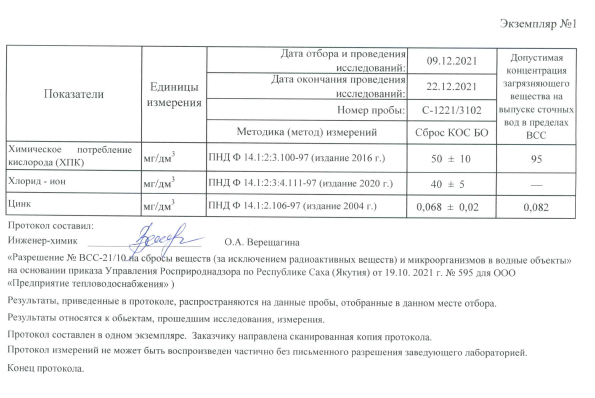 Экземпляр №1
Показатели
Единицы
измерения
Дата отбора и проведения
исследований:
09.12.2021
Допустимая
концентрация
загрязняющего
вещества на
выпуске сточных
вод в пределах
ВСС
Дата окончания проведения
исследований:
22.12.2021
Номер пробы:
С-1221/3102
Методика (метод) измерений
Сброс КОС БО
Химическое потребление
кислорода (ХПК)
мг/дм3
ПНД Ф 14.1:2:3.100-97 (издание 2016 г.)
50 ± 10
95
Хлорид - ион
мг/дм3
ПНД Ф 14.1:2:3:4.111-97 (издание 2020 г.)
40 ± 5
—
Цинк
мг/дм3
ПНД Ф 14.1:2.106-97 (издание 2004 г.)
0,068 ± 0,02
0,082
Протокол составил:
Инженер-химик О.А. Верещагина
«Разрешение № ВСС-21/10 на сбросы веществ (за исключением радиоактивных веществ) и микроорганизмов в водные объекты»
на основании приказа Управления Росприроднадзора по Республике Саха (Якутия) от 19.10. 2021 г. № 595 для ООО
«Предприятие тепловодоснабжения» )
Результаты, приведенные в протоколе, распространяются на данные пробы, отобранные в данном месте отбора.
Результаты относятся к объектам, прошедшим исследования, измерения.
Протокол составлен в одном экземпляре. Заказчику направлена сканированная копия протокола.
Протокол измерений не может быть воспроизведен частично без письменного разрешения заведующего лабораторией.
Конец протокола.